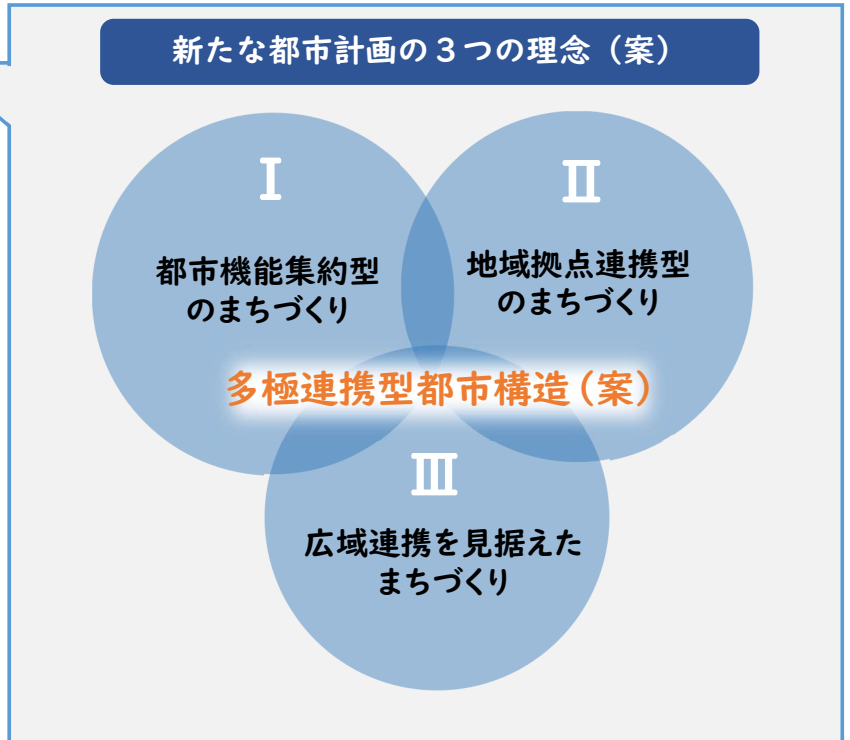 新たな都市計画の３つの理念（案）
Ⅰ
都市機能集約型
のまちづくり
Ⅱ
地域拠点連携型
のまちづくり
多極連携型都市構造（案）
Ⅲ
広域連携を見据えた
まちづくり